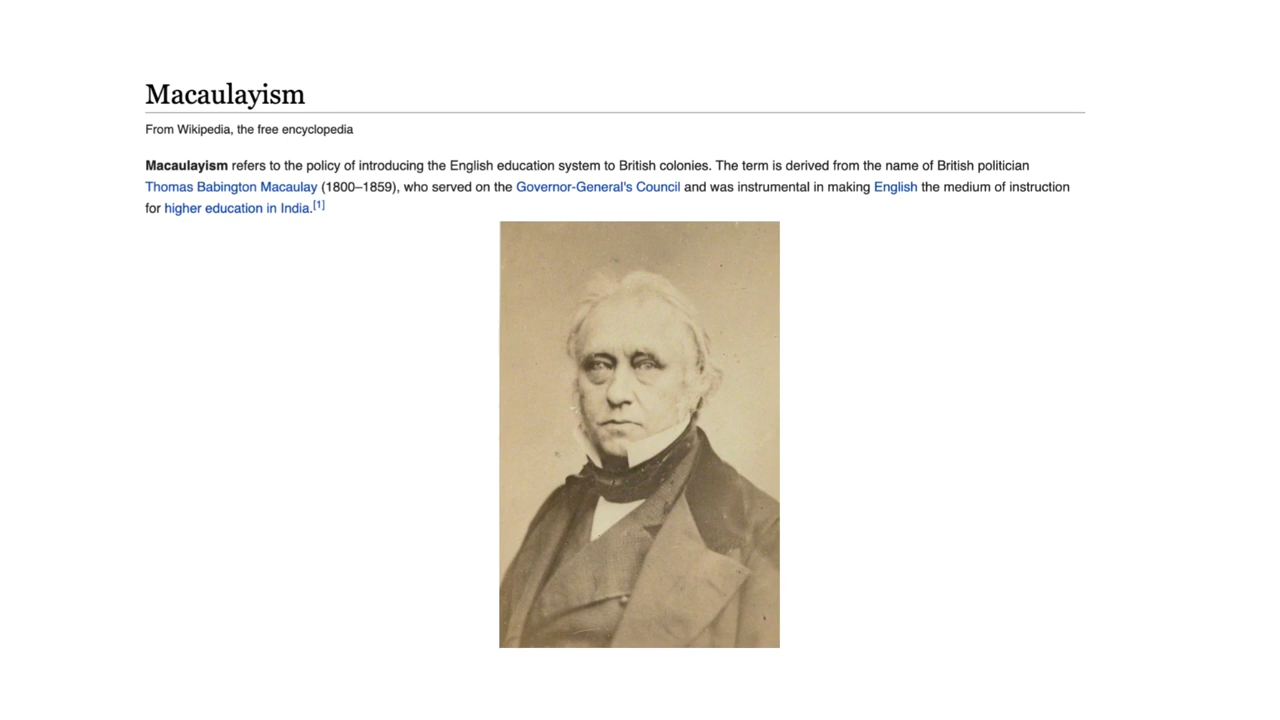 Macaulayism
From Wikipedia, the free encyclopedia
Macaulayism refers to the policy of introducing the English education system to British colonies. The term is derived from the name of British politician
Thomas Babington Macaulay (1800–1859), who served on the Governor-General's Council and was instrumental in making English the medium of instruction
for higher education in India.[1]